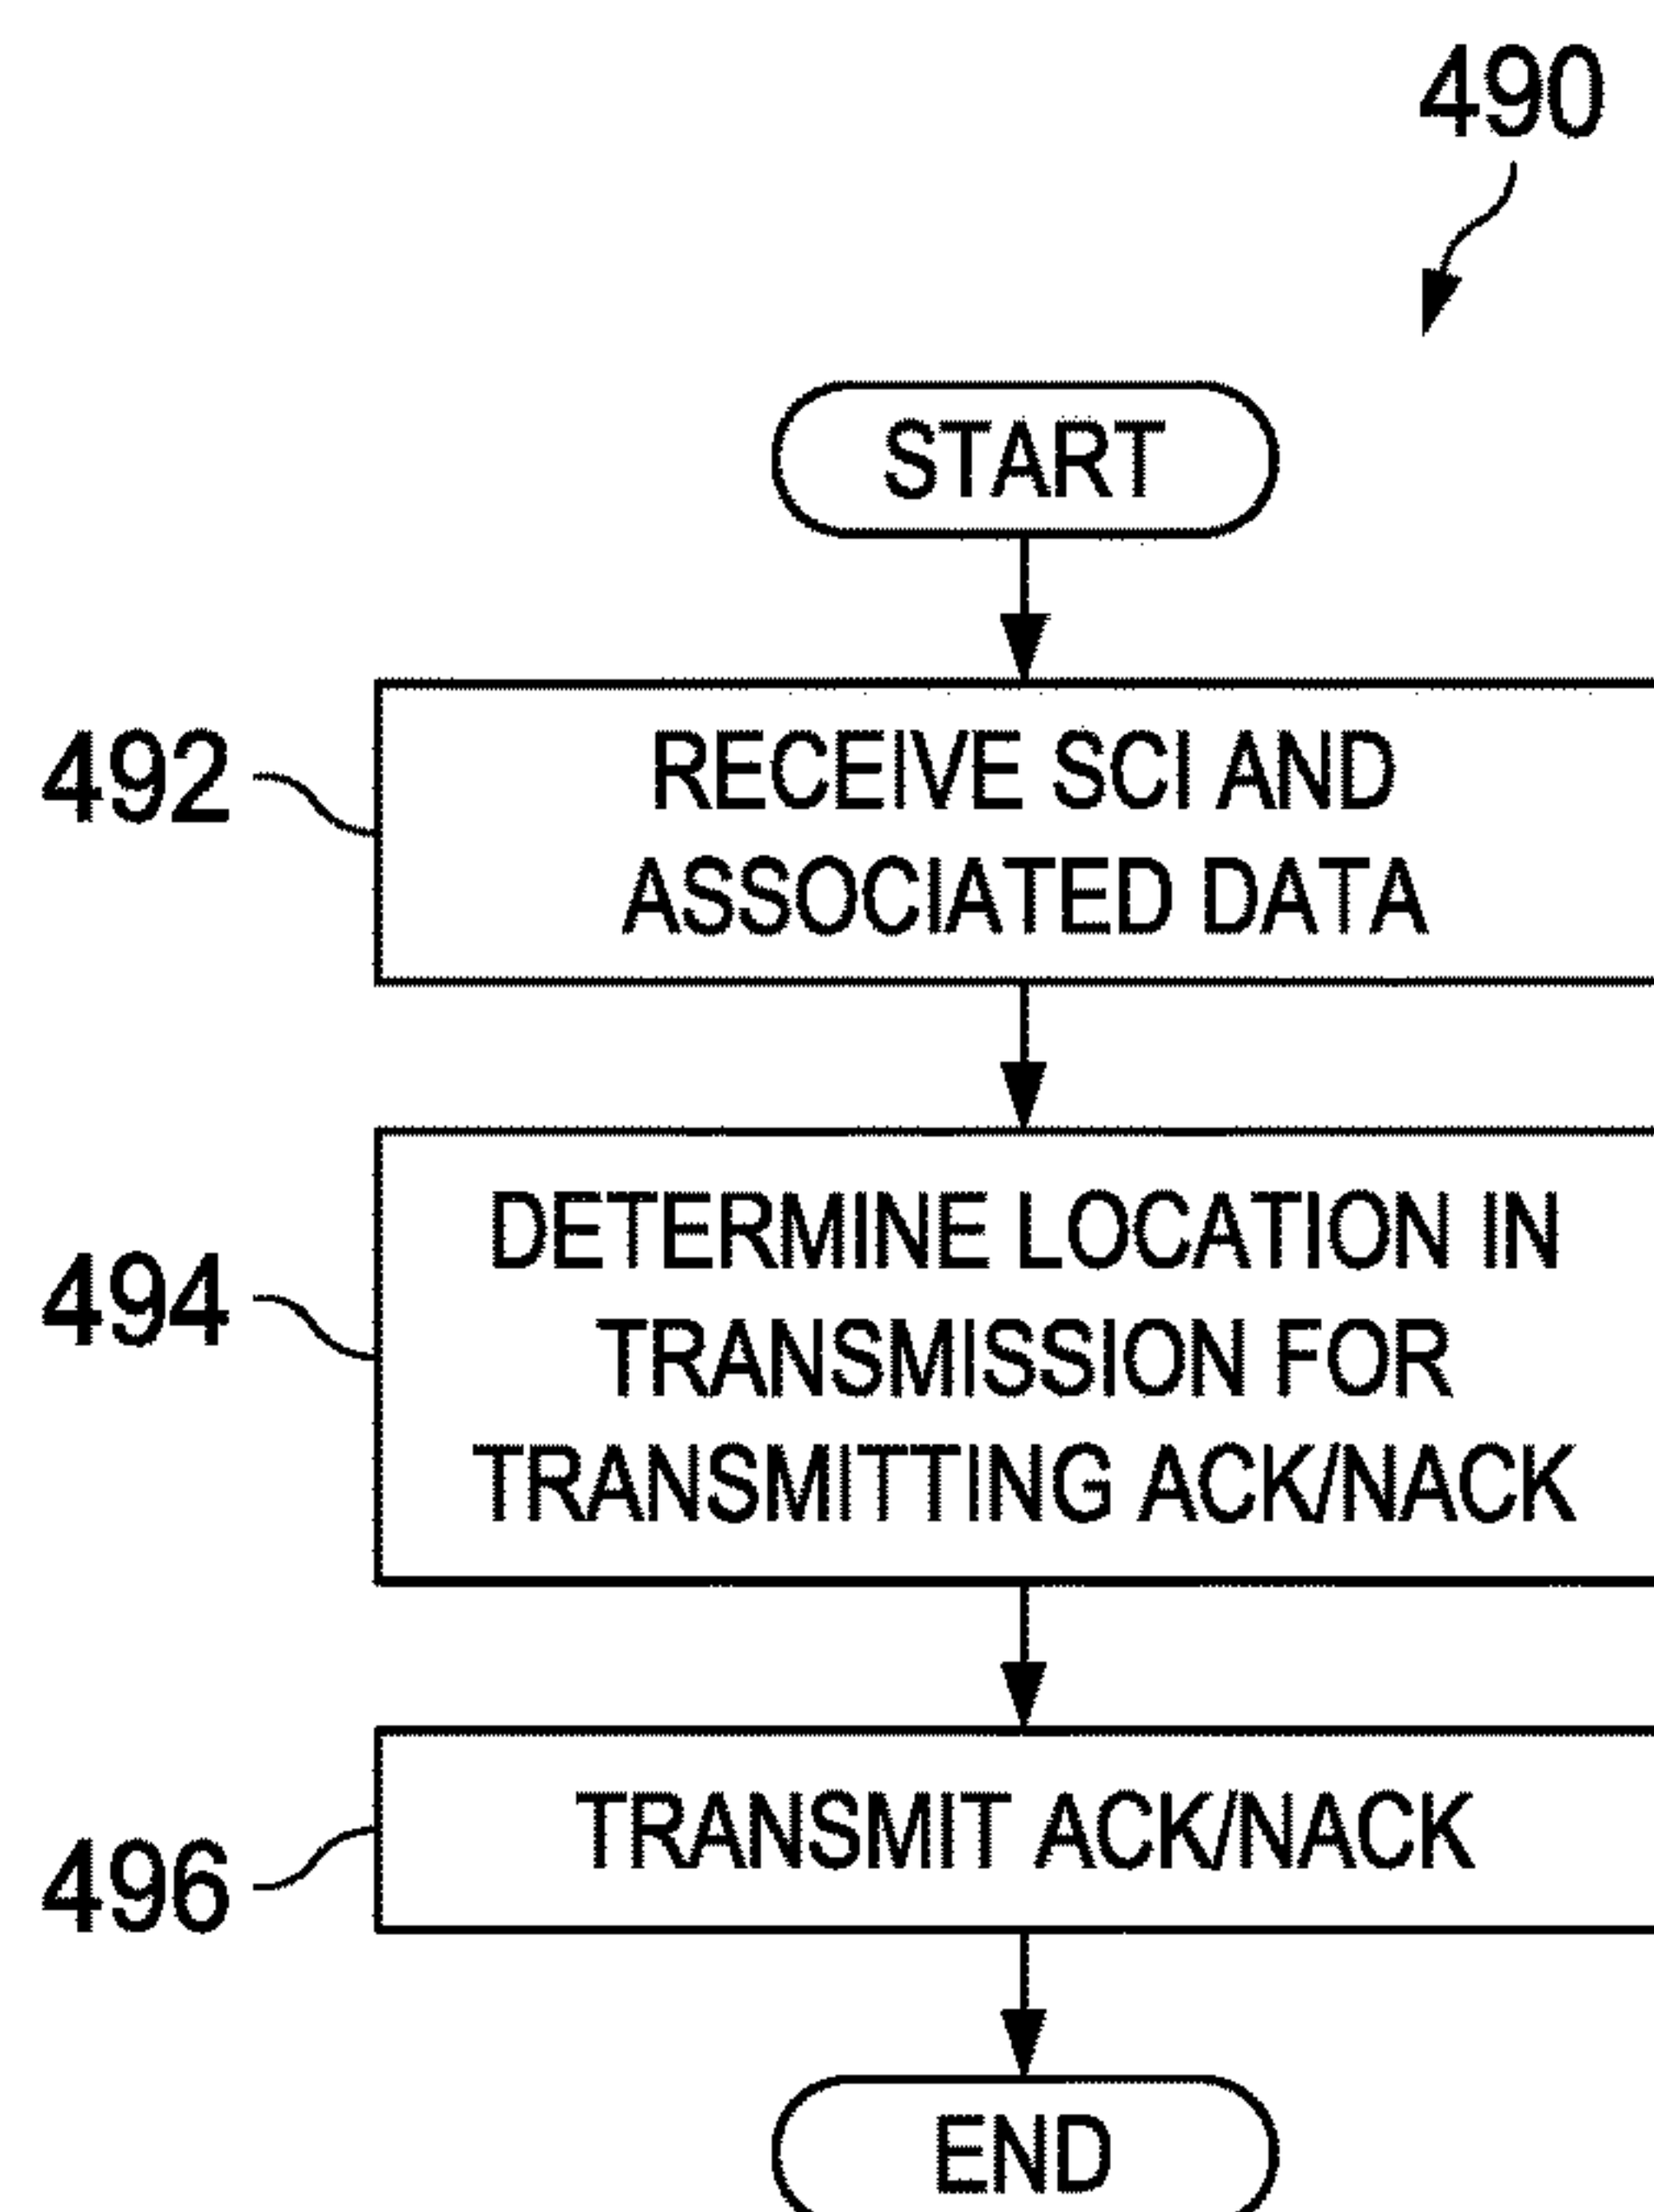 490
START
492
RECEIVE SCI AND
ASSOCIATED DATA
494
DETERMINE LOCATION IN
TRANSMISSION FOR
TRANSMITTING ACK/NACK
496
TRANSMIT ACK/NACK
END